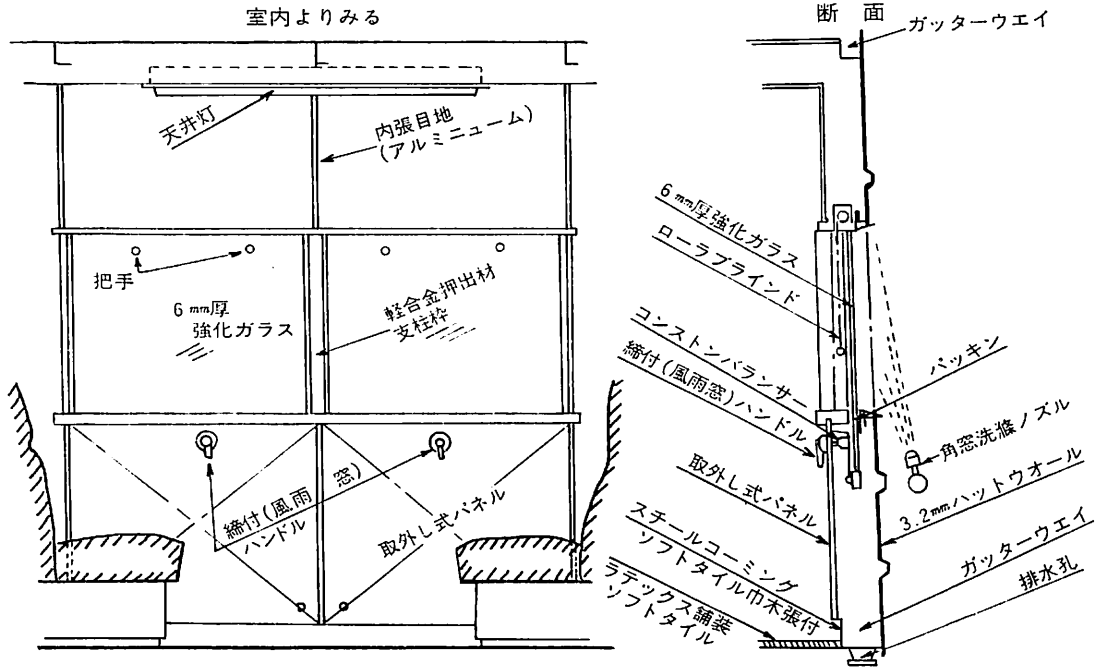 室内よりみる
天井灯
内張目地
(アルミニューム)
把手
6㎜厚
強化ガラス
軽合金押出材
支柱枠
締付(風雨窓)
ハンドル
取外し式パネル
断面
ガッターウエイ
6㎜厚強化ガラス
ローラブラインド
コンストンバランサー
締付(風雨窓)ハンドル
パッキン
角窓洗滌ノズル
取外し式パネル
3.2㎜ハットウオール
スチールコーミング
ソフトタイル巾木張付
ガッターウエイ
排水孔
ラテックス舗装
ソフトタイル